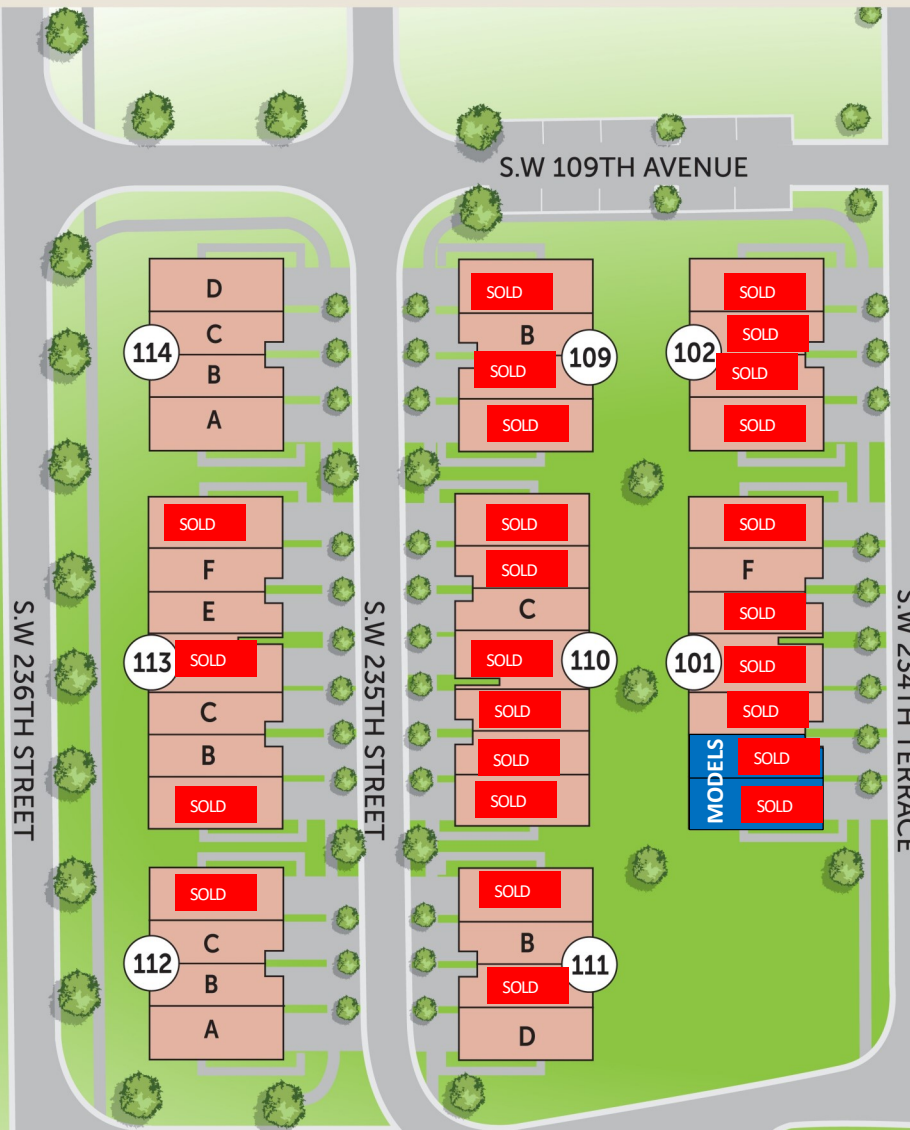 S.W 109TH AVENUE
D
C
B
A
114
SOLD
B
SOLD
SOLD
109
SOLD
SOLD
SOLD
SOLD
102
SOLD
F
E
SOLD
C
B
SOLD
113
SOLD
SOLD
C
SOLD
SOLD
SOLD
SOLD
110
SOLD
F
SOLD
SOLD
SOLD
SOLD
SOLD
101
MODELS
S.W 236TH STREET
S.W 235TH STREET
S.W 234TH TERRACE
SOLD
C
B
A
112
SOLD
B
SOLD
D
111